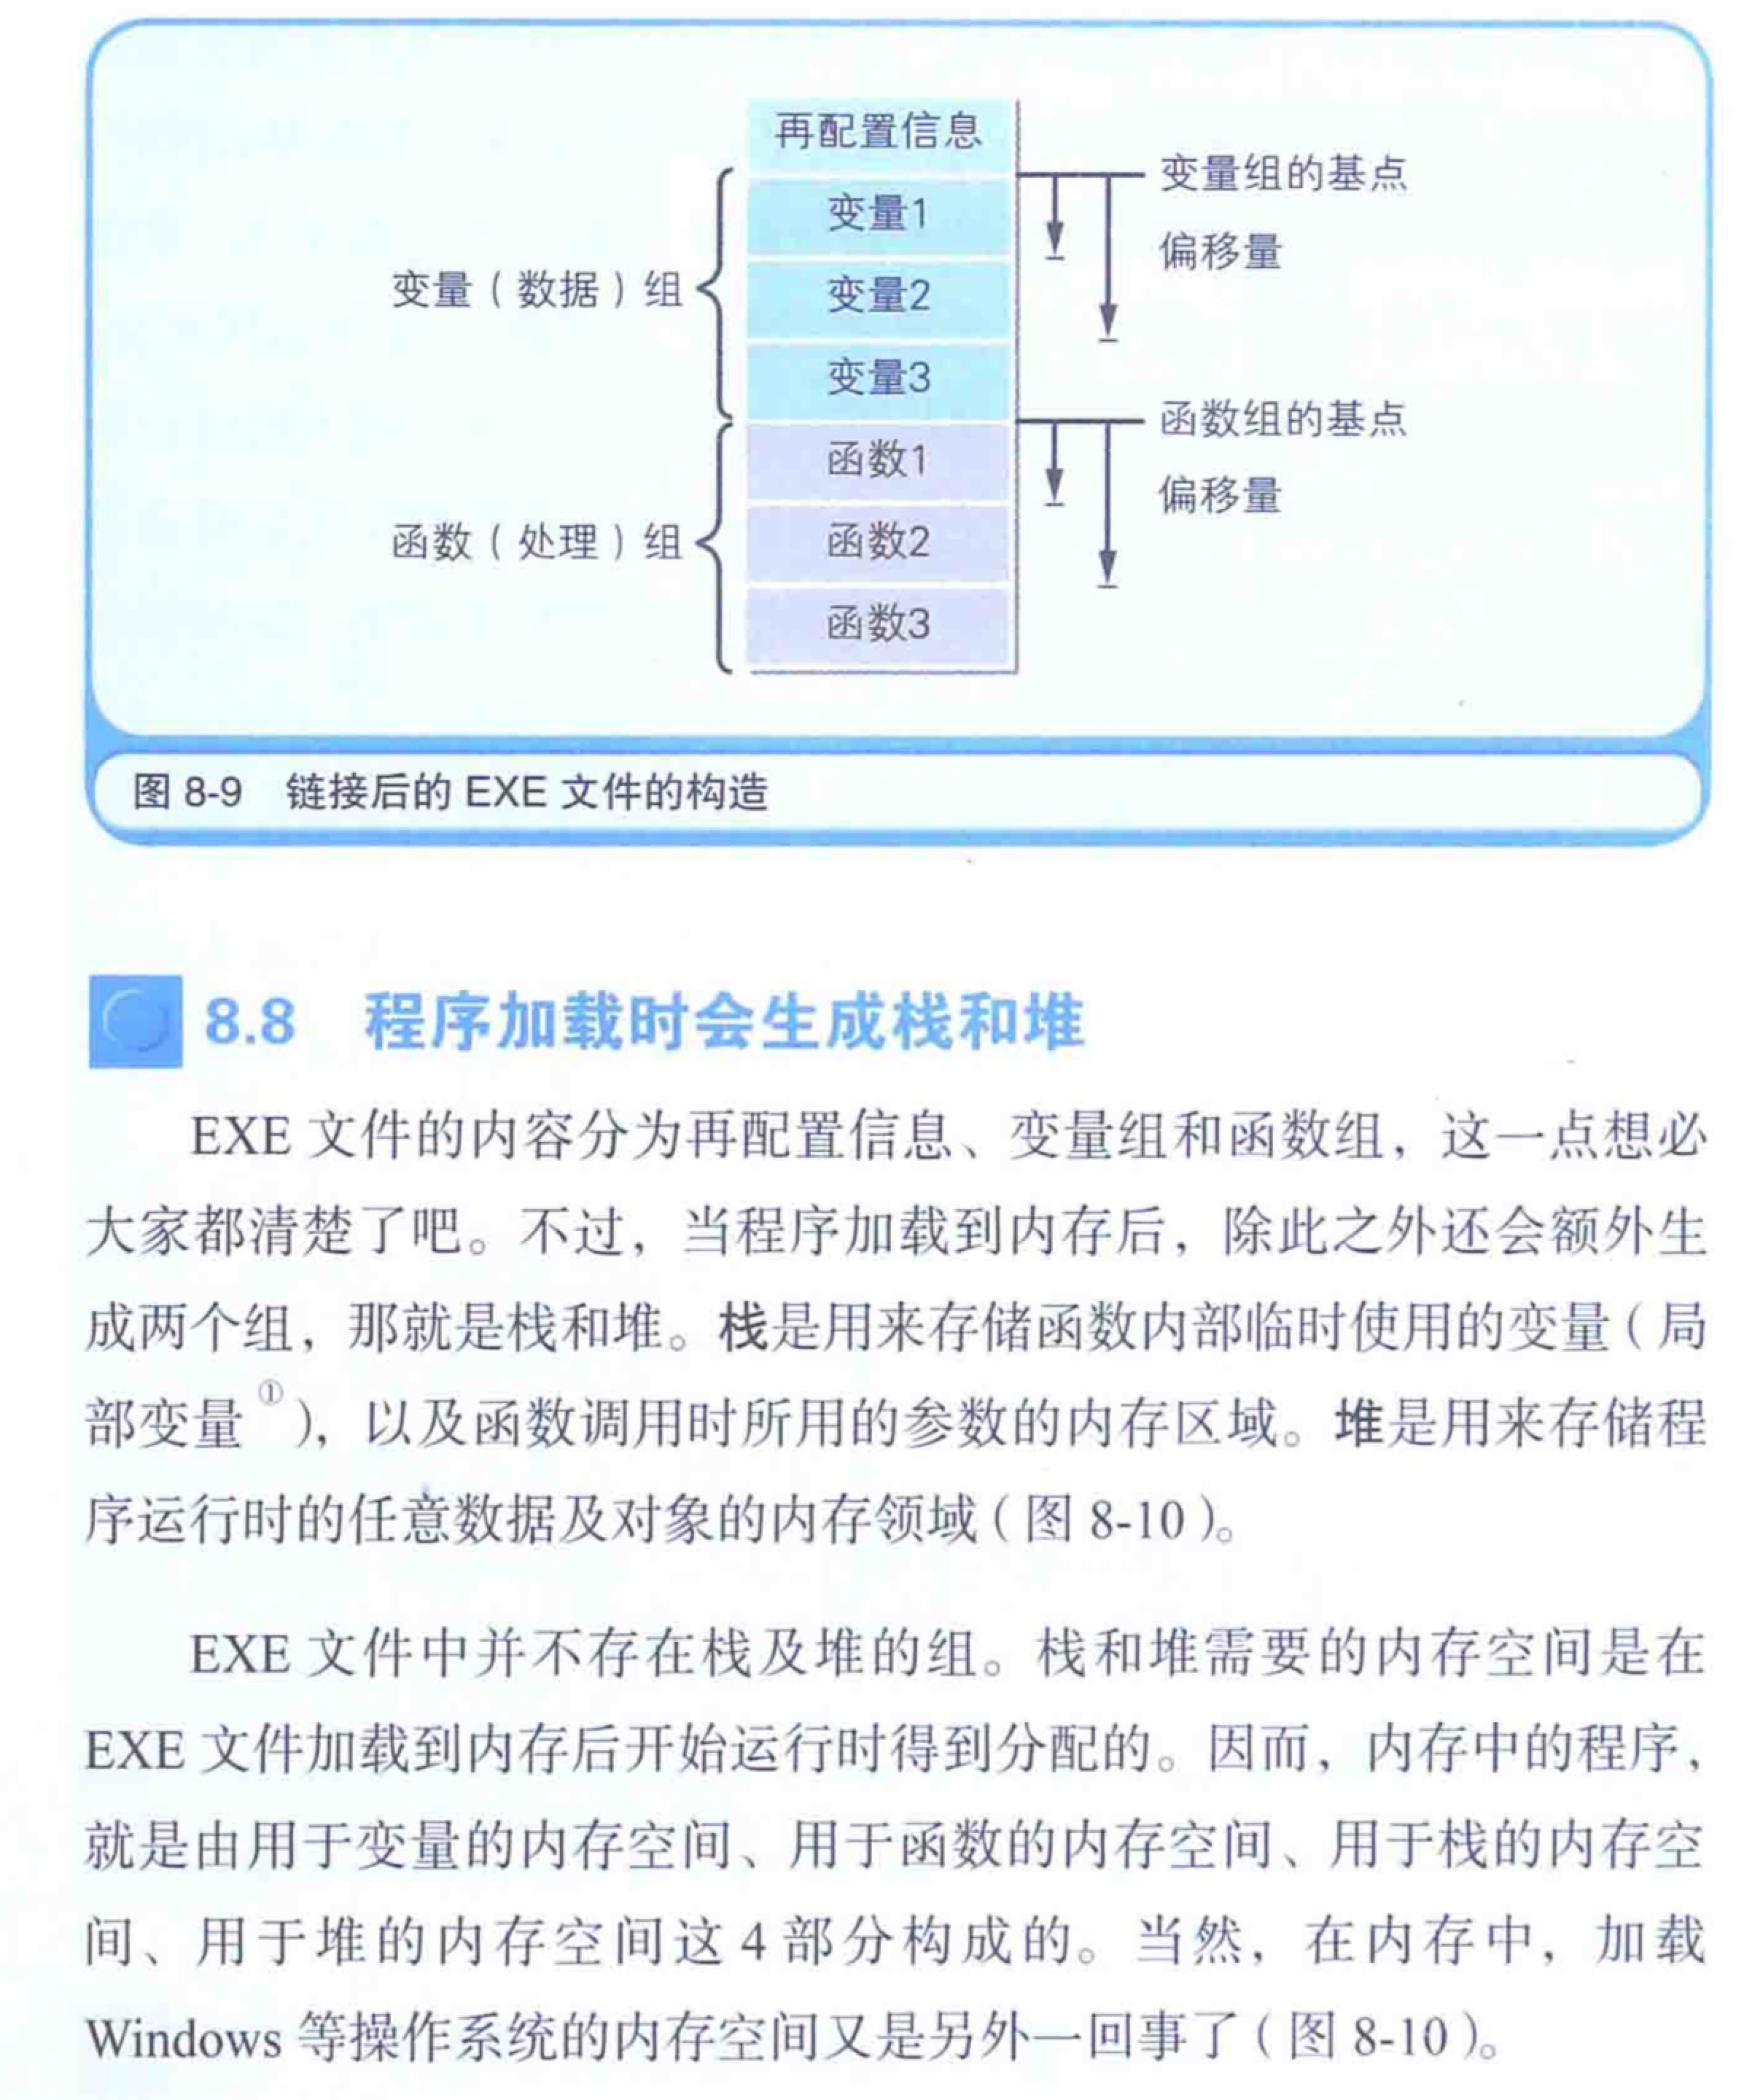 再配置信息
变量组的基点
变量1
偏移量
变量（数据）组
变量2
变量3
函数组的基点
函数1
偏移量
函数（处理）组
函数2
函数3
图 8-9 链接后的 EXE 文件的构造
8.8 程序加载时会生成栈和堆
EXE 文件的内容分为再配置信息、变量组和函数组，这一点想必
大家都清楚了吧。不过，当程序加载到内存后，除此之外还会额外生
成两个组，那就是栈和堆。栈是用来存储函数内部临时使用的变量（局
部变量①），以及函数调用时所用的参数的内存区域。堆是用来存储程
序运行时的任意数据及对象的内存领域（图 8-10）。
EXE 文件中并不存在栈及堆的组。栈和堆需要的内存空间是在
EXE 文件加载到内存后开始运行时得到分配的。因而，内存中的程序，
就是由用于变量的内存空间、用于函数的内存空间、用于栈的内存空
间、用于堆的内存空间这 4 部分构成的。当然，在内存中，加载
Windows 等操作系统的内存空间又是另外一回事了（图 8-10）。